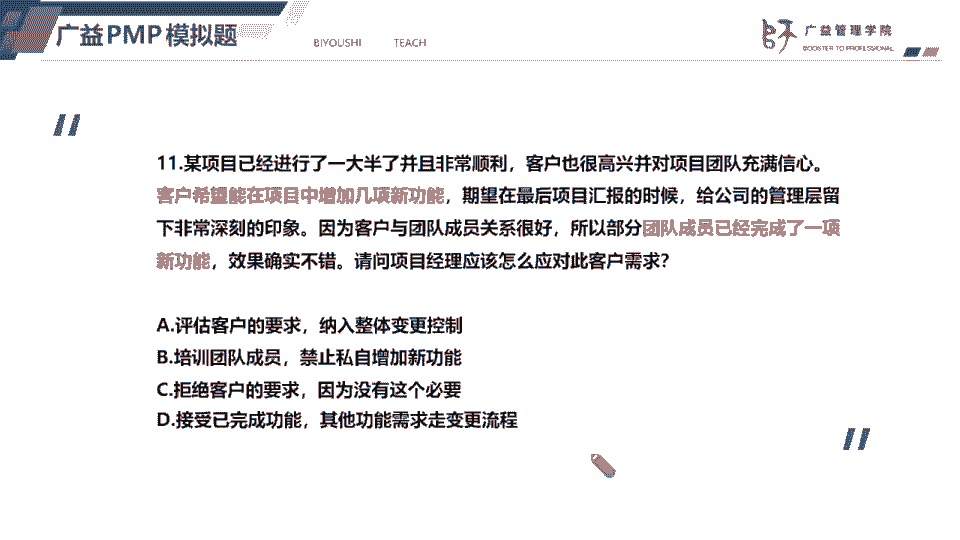 广益PMP模拟题
BIYOUSHI TEACH
广益管理学院
BOOSTER TO PROFESSIONAL
11.某项目已经进行了一大半了并且非常顺利，客户也很高兴并对项目团队充满信心。
客户希望能在项目中增加几项新功能，期望在最后项目汇报的时候，给公司的管理层留
下非常深刻的印象。因为客户与团队成员关系很好，所以部分团队成员已经完成了一项
新功能，效果确实不错。请问项目经理应该怎么应对此客户需求？
A.评估客户的要求，纳入整体变更控制
B.培训团队成员，禁止私自增加新功能
C.拒绝客户的要求，因为没有这个必要
D.接受已完成功能，其他功能需求走变更流程